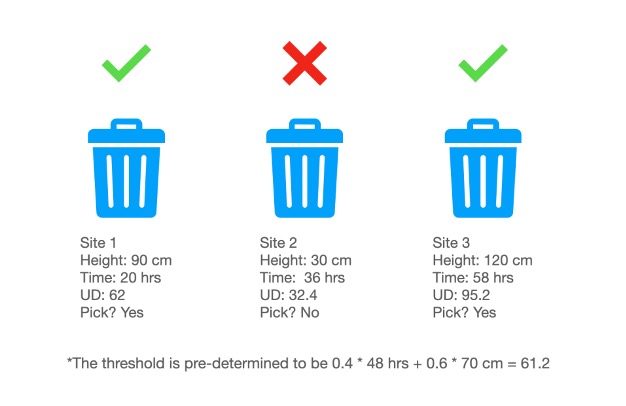 Site 1
Height: 90 cm
Time: 20 hrs
UD: 62
Pick? Yes
Site 2
Height: 30 cm
Time:  36 hrs
UD: 32.4
Pick? No
Site 3
Height: 120 cm
Time: 58 hrs
UD: 95.2
Pick? Yes
*The threshold is pre-determined to be 0.4 * 48 hrs + 0.6 * 70 cm = 61.2